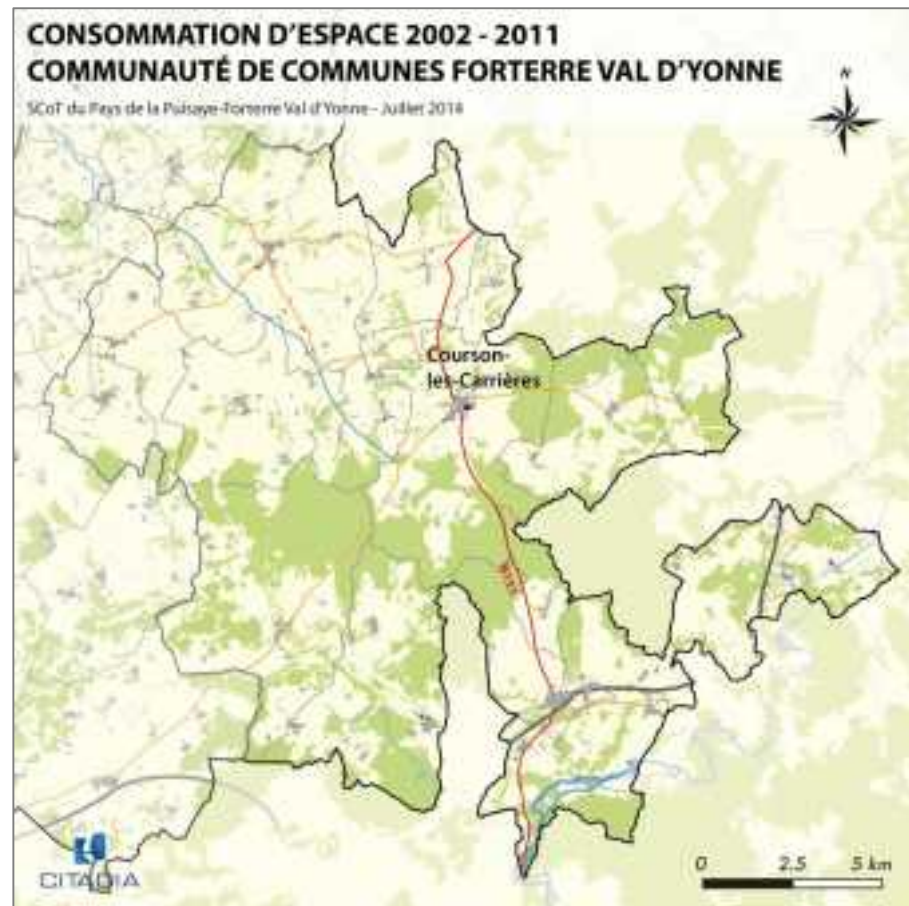 CONSOMMATION D'ESPACE 2002 - 2011
COMMUNAUTÉ DE COMMUNES FORTERRE VAL D'YONNE
SCoT du Pays de la Puisaye-Forterre Val d'Yonne - Juillet 2014
N
Courson-
les-Carrières
N151
CITADIA
0 2.5 5 km